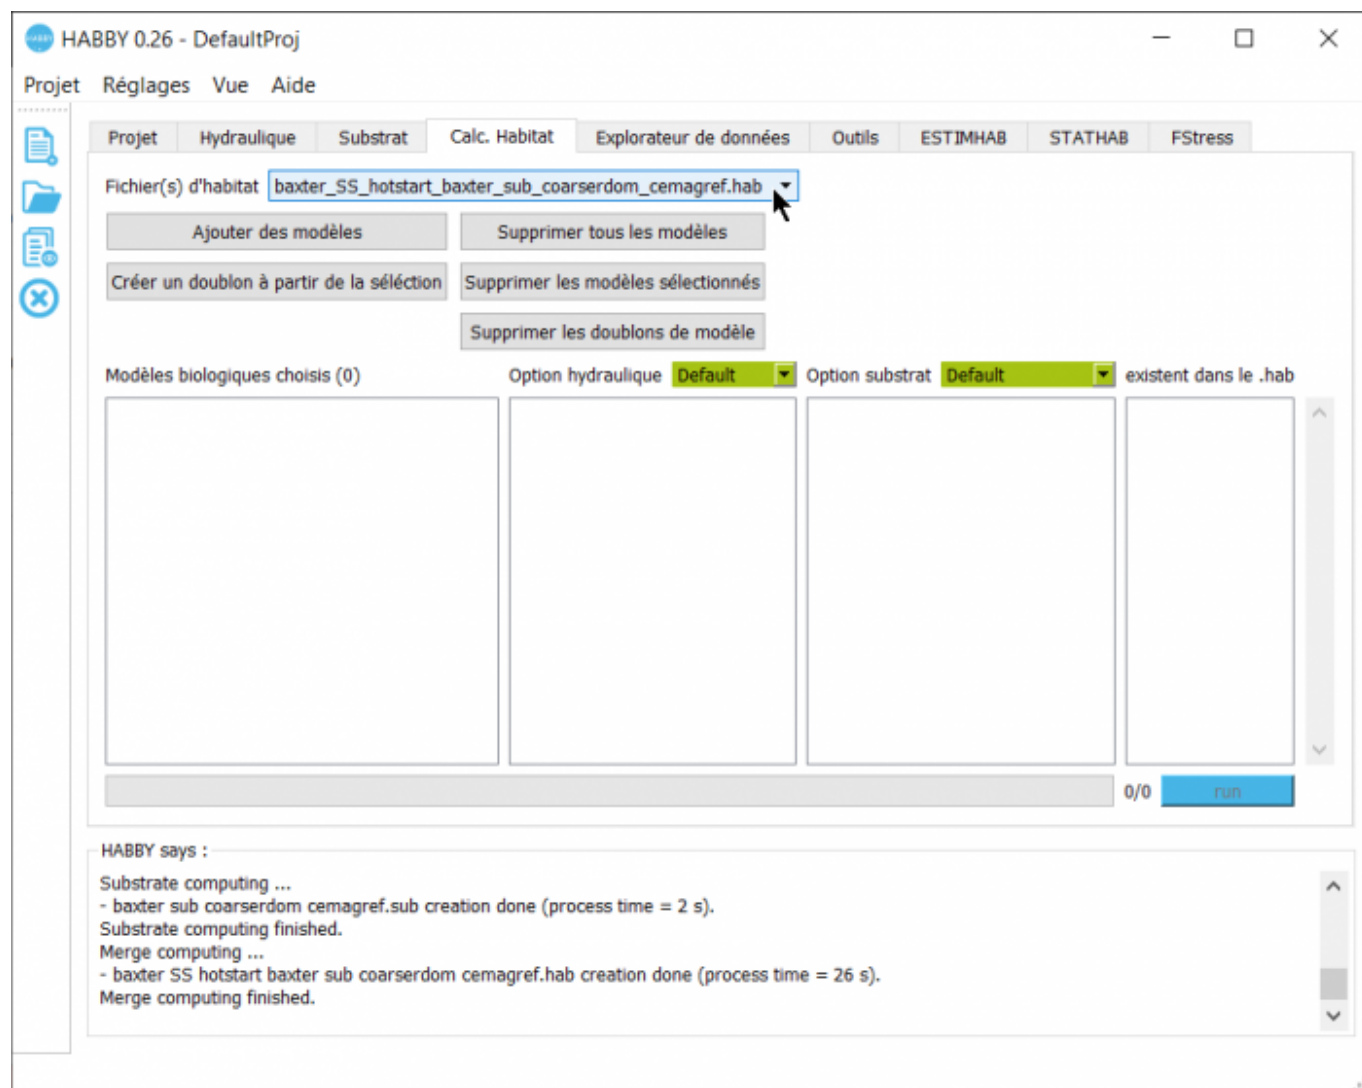 HABBY 0.26 - DefaultProj
Projet Réglages Vue Aide
Projet Hydraulique Substrat Calc. Habitat Explorateur de données Outils ESTIMHAB STATHAB FStress
Fichier(s) d'habitat baxter_SS_hotstart_baxter_sub_coarserdom_cemagref.hab
Ajouter des modèles Supprimer tous les modèles
Créer un doublon à partir de la séléction Supprimer les modèles sélectionnés
Supprimer les doublons de modèle
Modèles biologiques choisis (0) Option hydraulique Default Option substrat Default existent dans le .hab
0/0 run
HABBY says :
Substrate computing ...
- baxter sub coarserdom cemagref.sub creation done (process time = 2 s).
Substrate computing finished.
Merge computing ...
- baxter SS hotstart baxter sub coarserdom cemagref.hab creation done (process time = 26 s).
Merge computing finished.